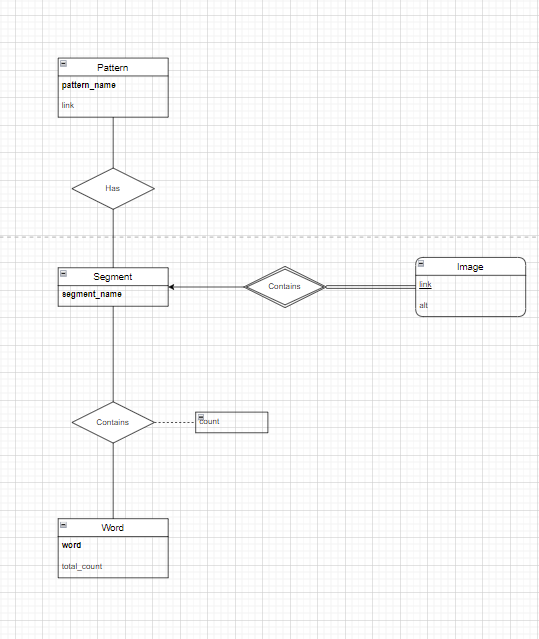 Pattern
pattern_name
link
Has
Segment
segment_name
Contains
Image
link
alt
Contains
count
Word
word
total_count